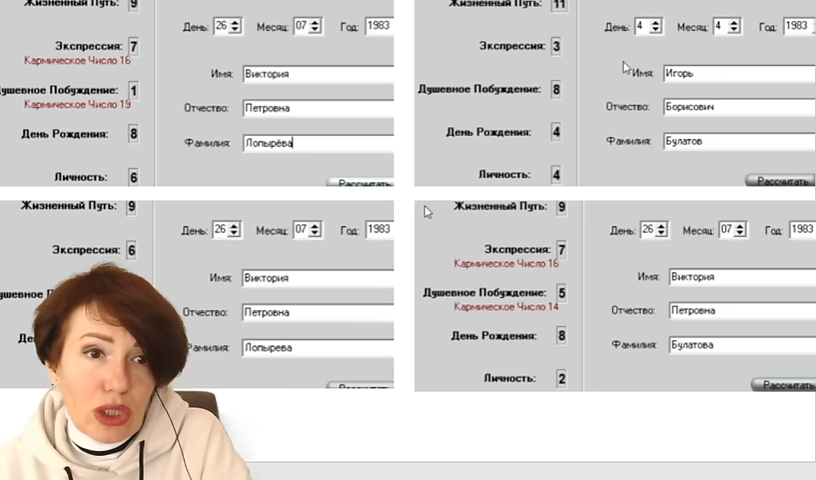 Жизненный Путь: 9
День: 26 Месяц: 07 Год: 1983
Экспрессия: 7
Кармическое Число 16
Имя: Виктория
Душевное Побуждение: 1
Кармическое Число 19
Отчество: Петровна
День Рождения: 8
Фамилия: Лопырёва
Личность: 6
Рассчитать
Жизненный Путь: 11
День: 4 Месяц: 4 Год: 1983
Экспрессия: 3
Имя: Игорь
Душевное Побуждение: 8
Отчество: Борисович
День Рождения: 4
Фамилия: Булатов
Личность: 4
Рассчитать
Жизненный Путь: 9
День: 26 Месяц: 07 Год: 1983
Экспрессия: 6
Имя: Виктория
Отчество: Петровна
Фамилия: Лопырева
Рассчитать
Жизненный Путь: 9
День: 26 Месяц: 07 Год: 1983
Экспрессия: 7
Кармическое Число 16
Имя: Виктория
Душевное Побуждение: 5
Кармическое Число 14
Отчество: Петровна
День Рождения: 8
Фамилия: Булатова
Личность: 2
Рассчитать